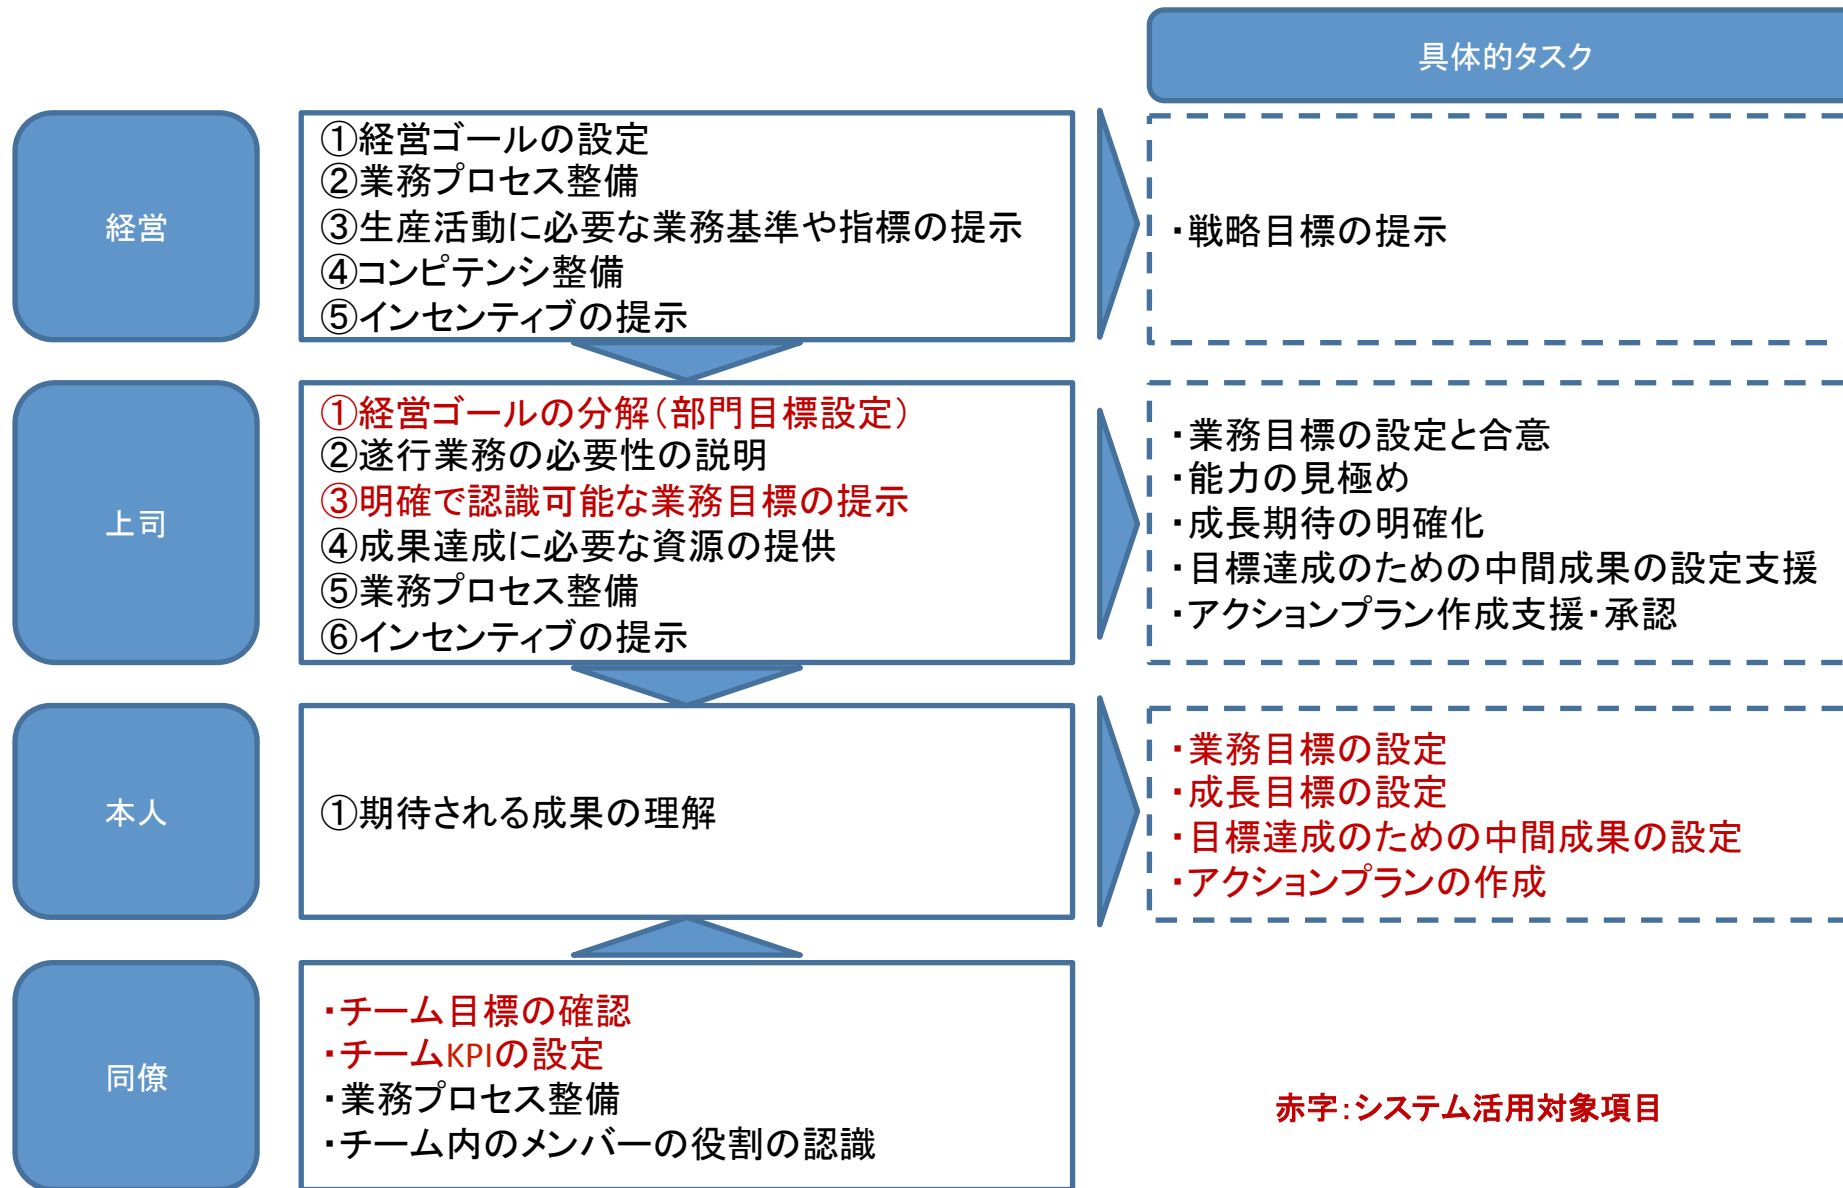 具体的タスク
経営
①経営ゴールの設定
②業務プロセス整備
③生産活動に必要な業務基準や指標の提示
④コンピテンシ整備
⑤インセンティブの提示
・戦略目標の提示
上司
①経営ゴールの分解（部門目標設定）
②遂行業務の必要性の説明
③明確で認識可能な業務目標の提示
④成果達成に必要な資源の提供
⑤業務プロセス整備
⑥インセンティブの提示
・業務目標の設定と合意
・能力の見極め
・成長期待の明確化
・目標達成のための中間成果の設定支援
・アクションプラン作成支援・承認
本人
①期待される成果の理解
・業務目標の設定
・成長目標の設定
・目標達成のための中間成果の設定
・アクションプランの作成
同僚
・チーム目標の確認
・チームKPIの設定
・業務プロセス整備
・チーム内のメンバーの役割の認識
赤字：システム活用対象項目